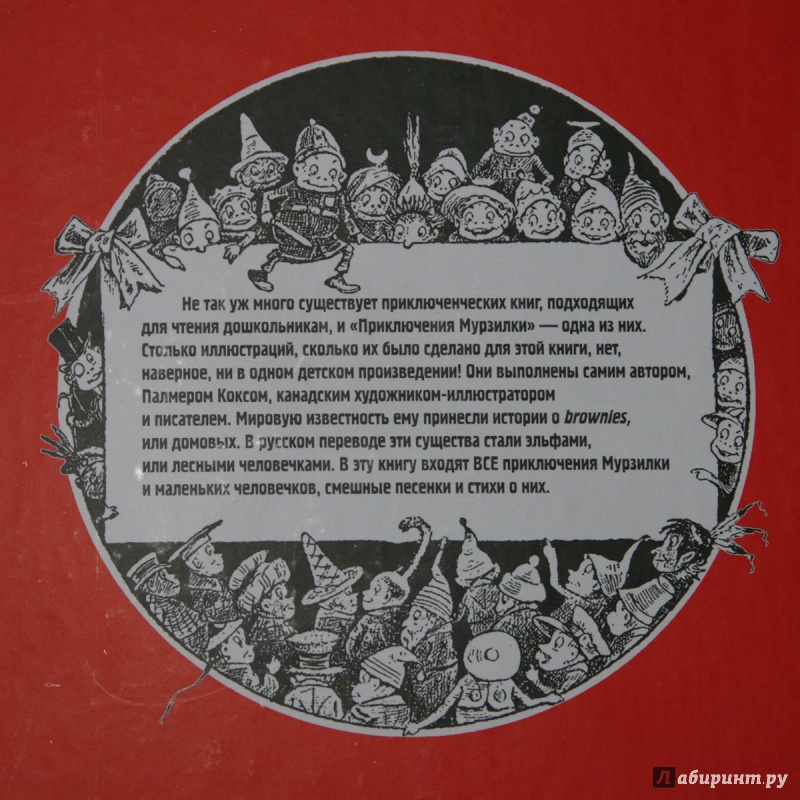 Не так уж много существует приключенческих книг, подходящих
для чтения дошкольникам, и «Приключения Мурзилки» — одна из них.
Столько иллюстраций, сколько их было сделано для этой книги, нет,
наверное, ни в одном детском произведении! Они выполнены самим автором,
Палмером Коксом, канадским художником-иллюстратором
и писателем. Мировую известность ему принесли истории о brownies,
или домовых. В русском переводе эти существа стали эльфами,
или лесными человечками. В эту книгу входят ВСЕ приключения Мурзилки
и маленьких человечков, смешные песенки и стихи о них.
Лабиринт.ру